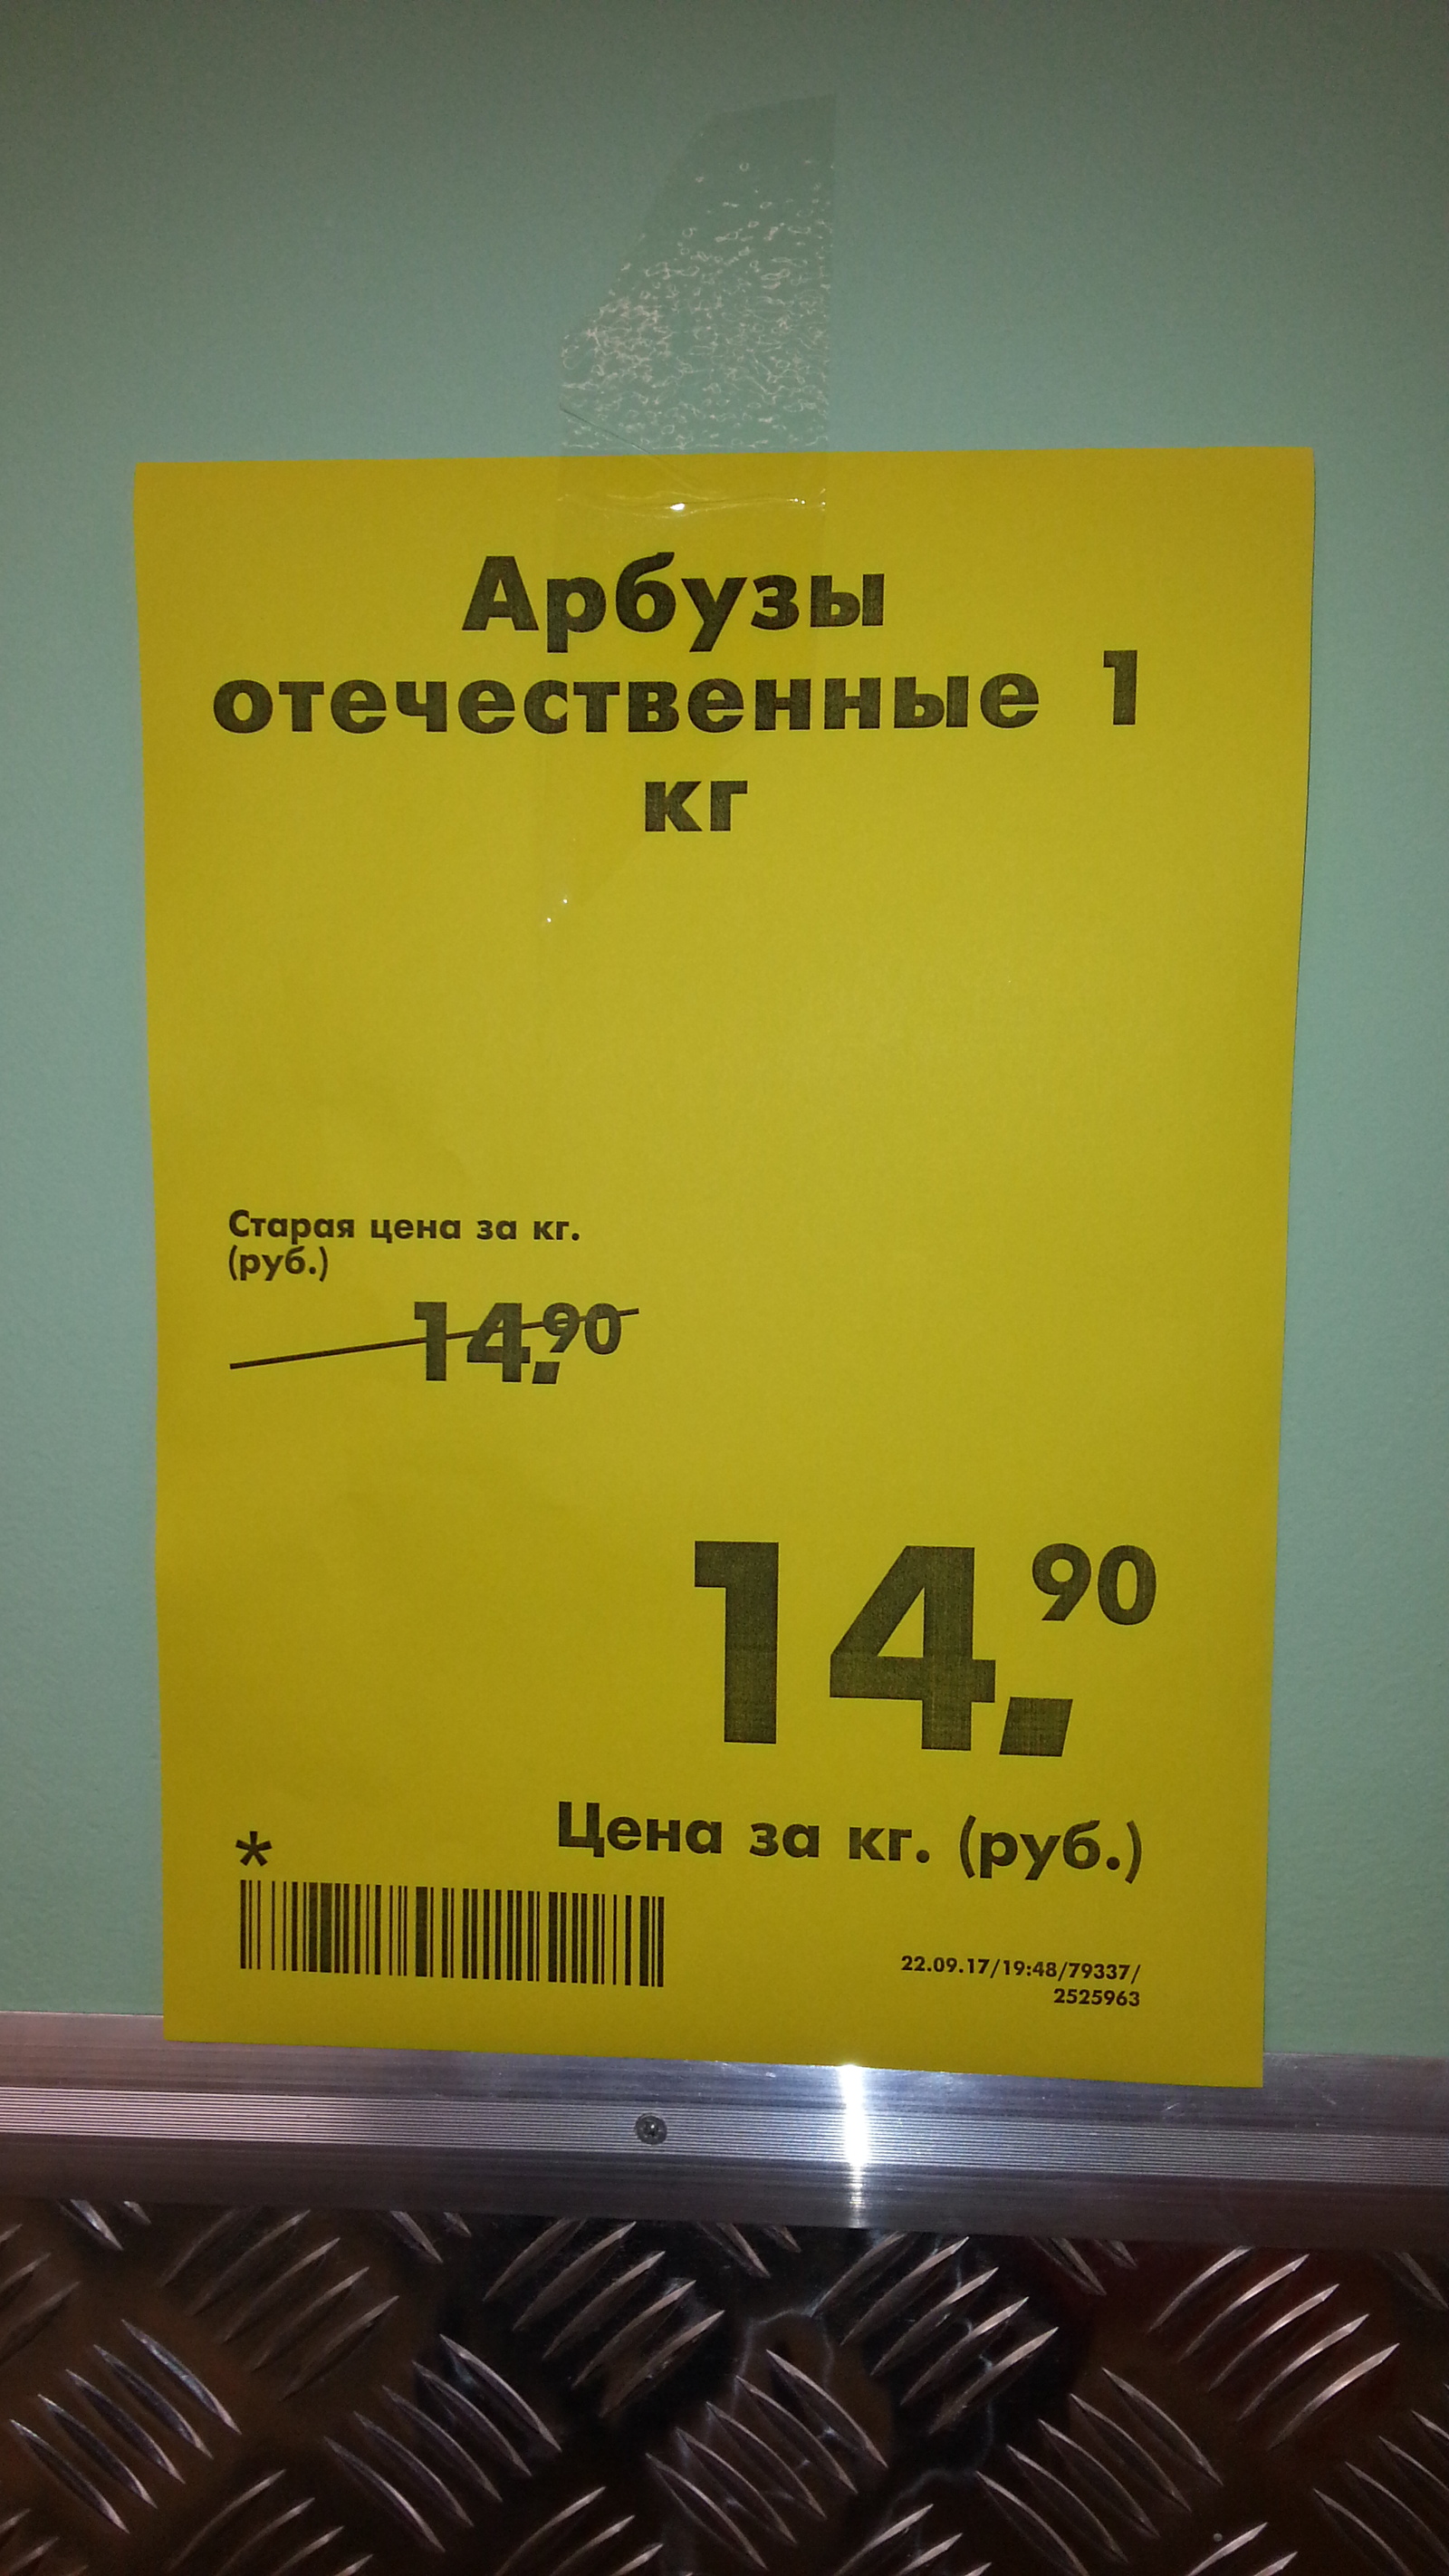 Арбузы
отечественные 1
кг
Старая цена за кг.
(руб.)
14.90
14.90
Цена за кг. (руб.)
*
22.09.17/19:48/79337/
2525963